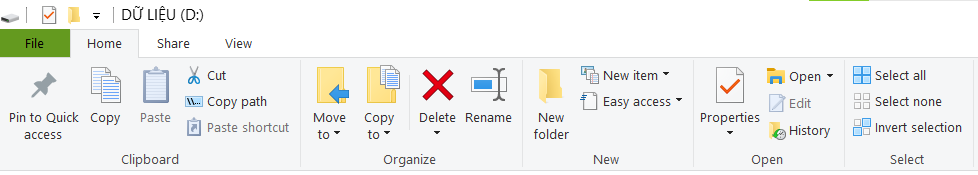 DỮ LIỆU (D:)
File Home Share View
Pin to Quick access
Copy
Paste
Cut
Copy path
Paste shortcut
Clipboard
Move to
Copy to
Delete
Rename
Organize
New folder
New item
Easy access
New
Properties
Open
Edit
History
Open
Select all
Select none
Invert selection
Select